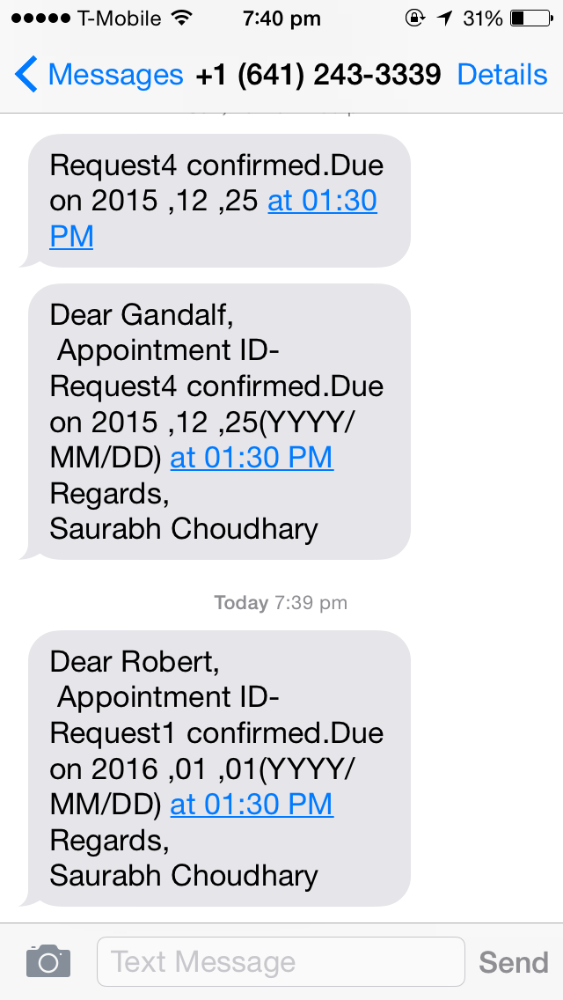 T-Mobile 7:40 pm 31%
Messages +1 (641) 243-3339 Details
Request4 confirmed.Due
on 2015 ,12 ,25 at 01:30
PM
Dear Gandalf,
Appointment ID-
Request4 confirmed.Due
on 2015 ,12 ,25(YYYY/
MM/DD) at 01:30 PM
Regards,
Saurabh Choudhary
Today 7:39 pm
Dear Robert,
Appointment ID-
Request1 confirmed.Due
on 2016 ,01 ,01(YYYY/
MM/DD) at 01:30 PM
Regards,
Saurabh Choudhary
Text Message Send